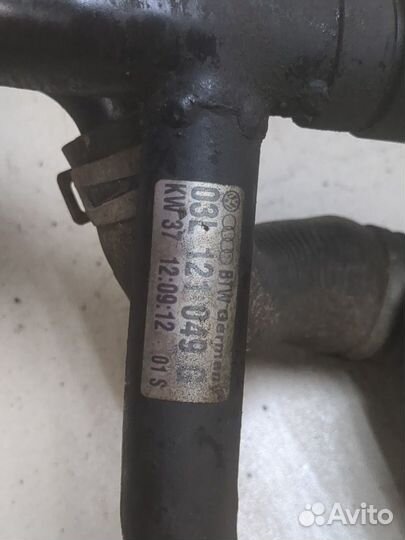 BTW Germany
03L 121 049
KW 37 12:09:12 01 S
Avito